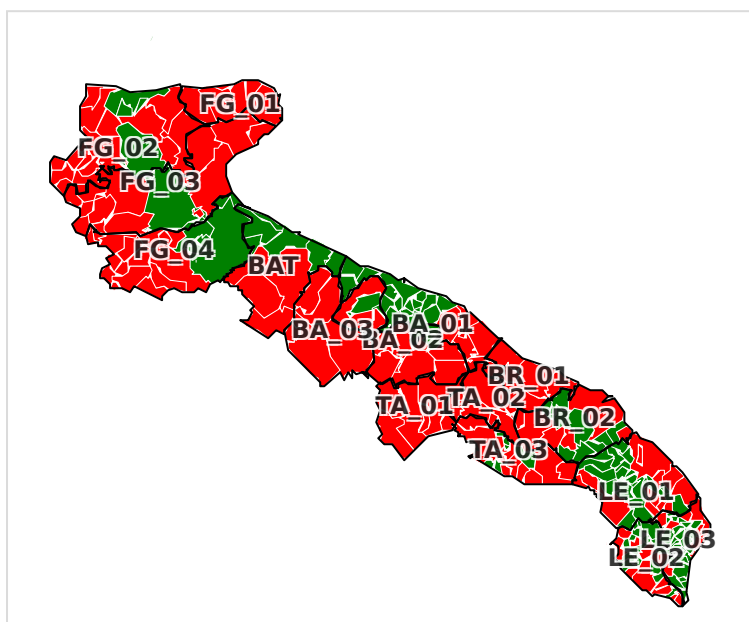 FG_01
FG_02
FG_03
FG_04
BAT
BA_01
BA_03
BA_02
BR_01
TA_02
TA_01
BR_02
TA_03
LE_01
LE_03
LE_02